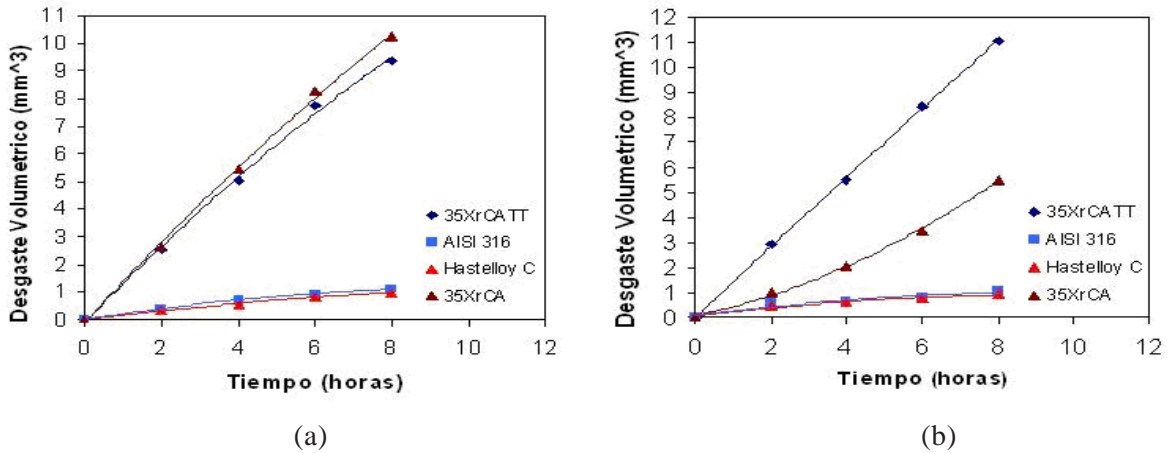 11
10
9
8
7
6
5
4
3
2
1
0
Desgaste Volumetrico (mm^3)
35XrCATT
AISI 316
Hastelloy C
35XrCA
0 2 4 6 8 10 12
Tiempo (horas)
(a)
12
11
10
9
8
7
6
5
4
3
2
1
0
Desgaste Volumetrico (mm^3)
35XrCATT
AISI 316
Hastelloy C
35XrCA
0 2 4 6 8 10 12
Tiempo (horas)
(b)